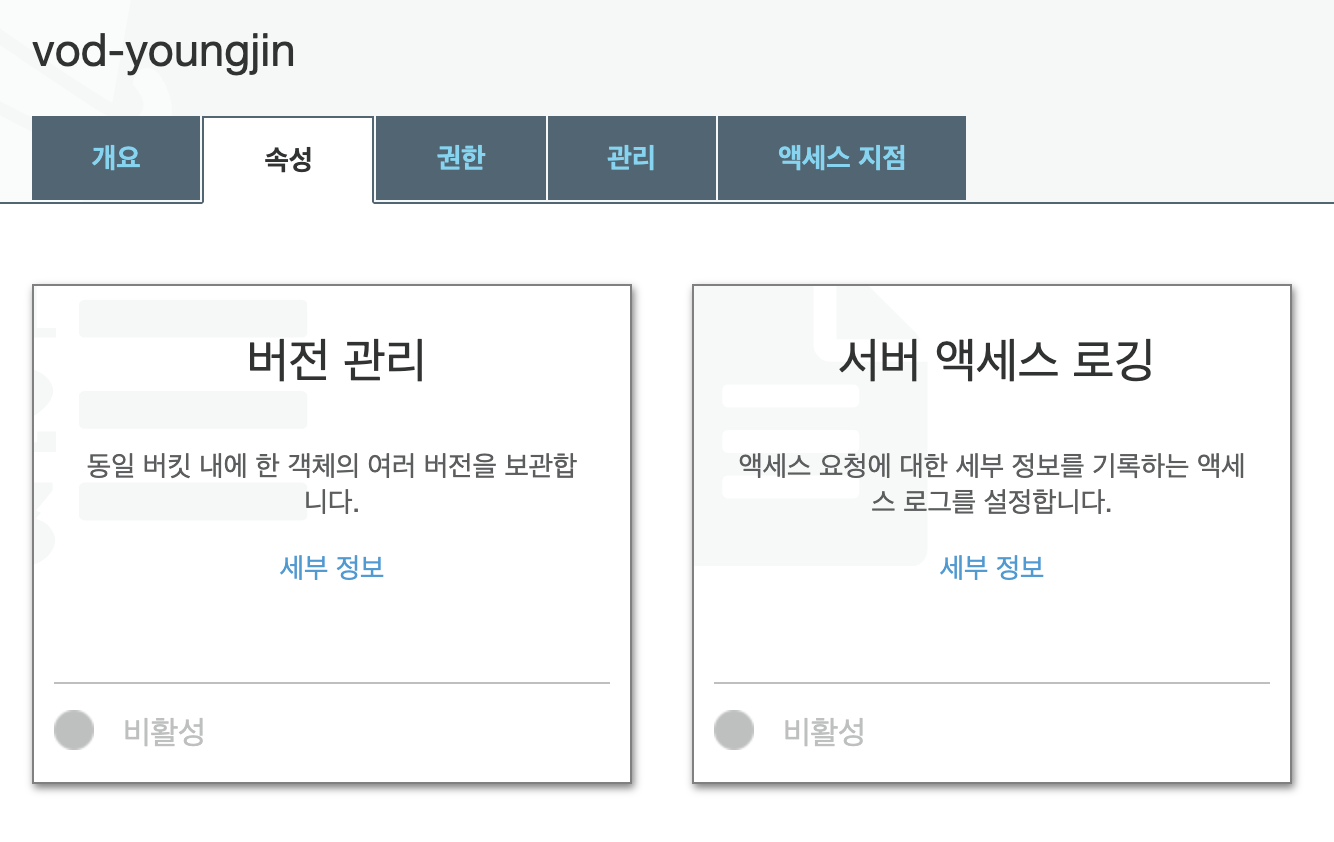 vod-youngjin
개요
속성
권한
관리
액세스 지점
버전 관리
동일 버킷 내에 한 객체의 여러 버전을 보관합
니다.
세부 정보
비활성
서버 액세스 로깅
액세스 요청에 대한 세부 정보를 기록하는 액세
스 로그를 설정합니다.
세부 정보
비활성